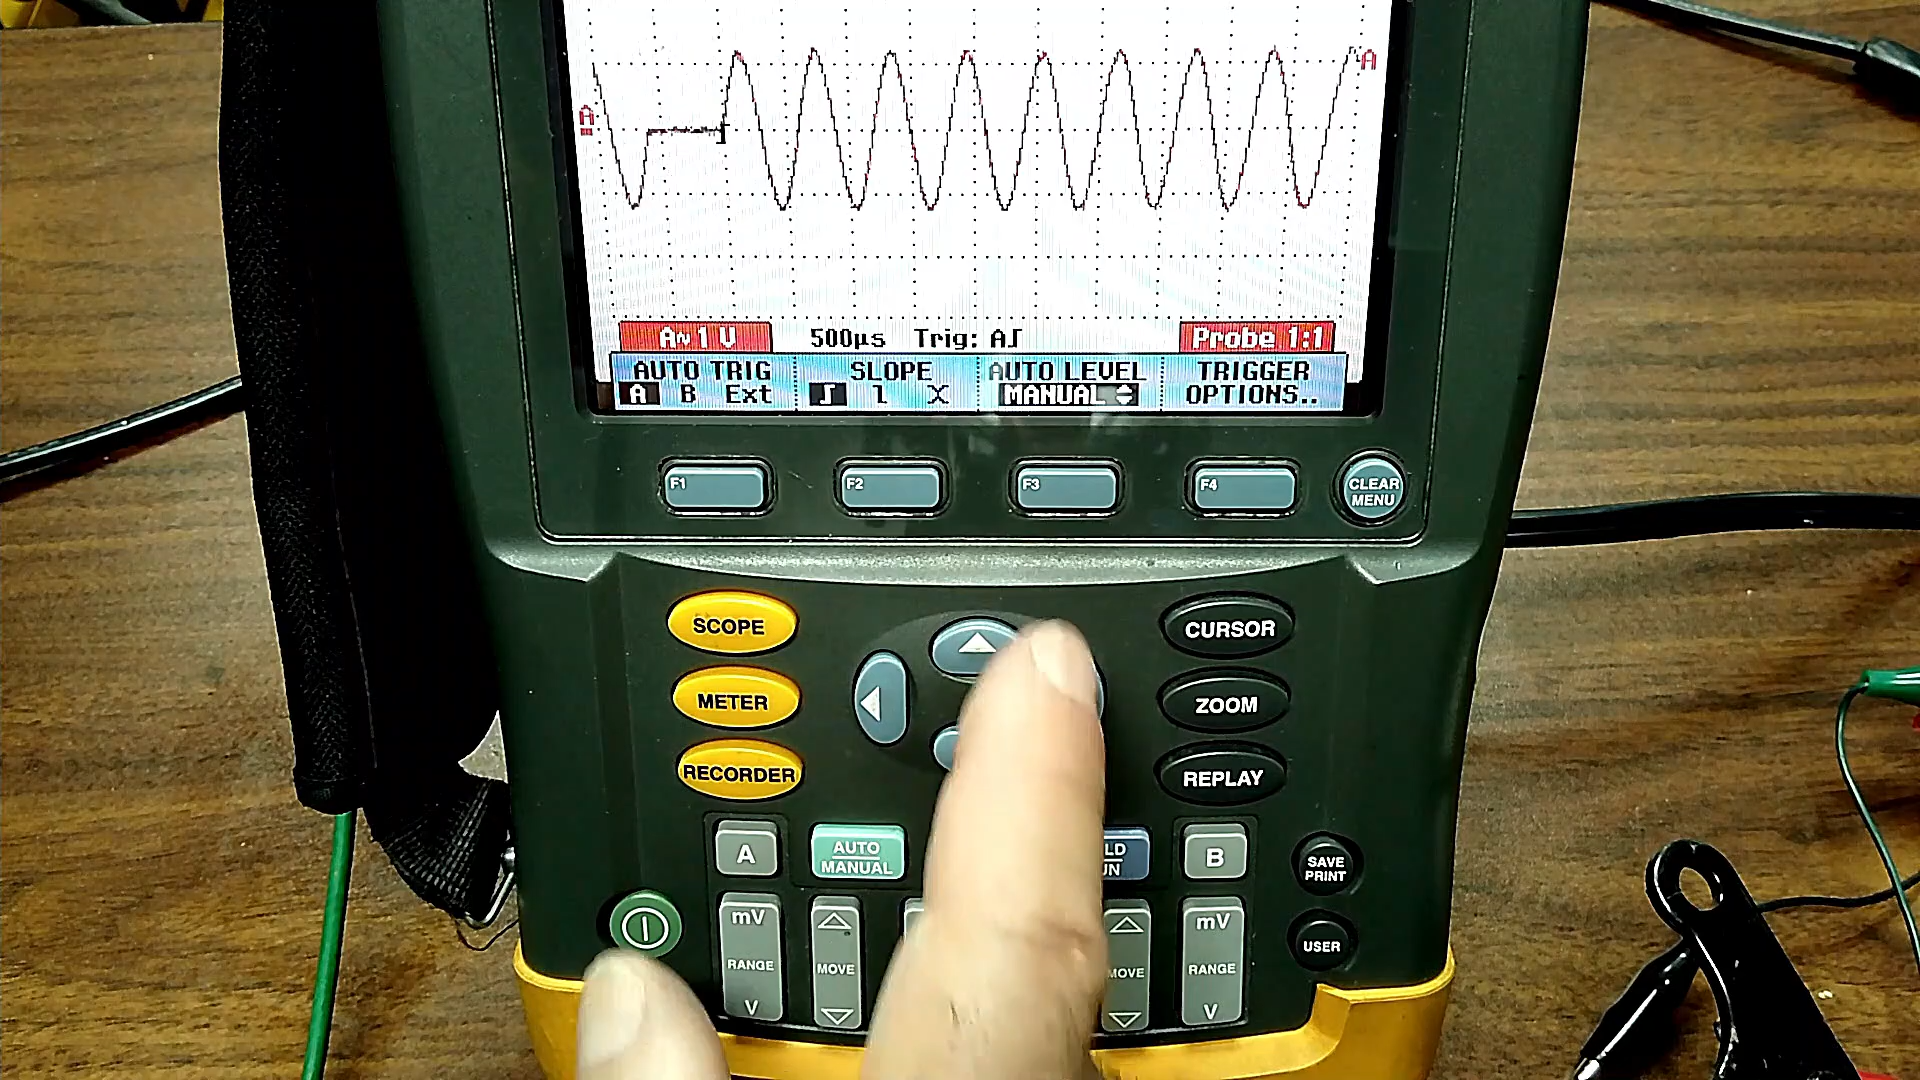 A
A
A~1 V 500µs Trig: A Probe 1:1
AUTO TRIG SLOPE AUTO LEVEL TRIGGER
A B Ext X MANUAL OPTIONS..
F1 F2 F3 F4 CLEAR
MENU
SCOPE
CURSOR
METER
ZOOM
RECORDER
REPLAY
A
AUTO
MANUAL
LD
UN
B
SAVE
PRINT
mV
RANGE
V
MOVE
MOVE
mV
RANGE
V
USER